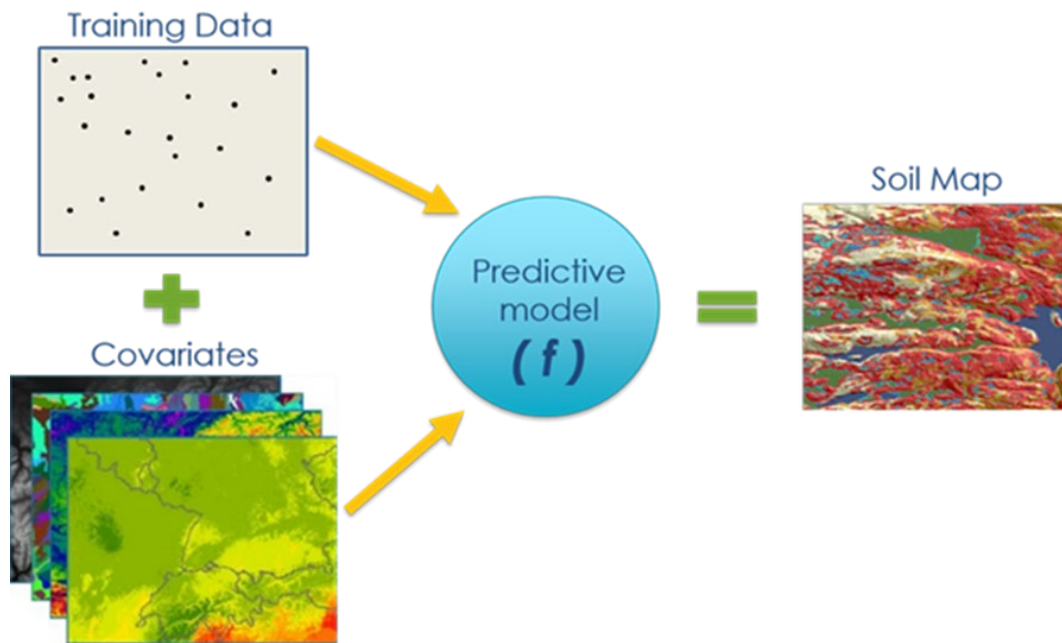 Training Data
Covariates
Predictive
model
( f )
Soil Map